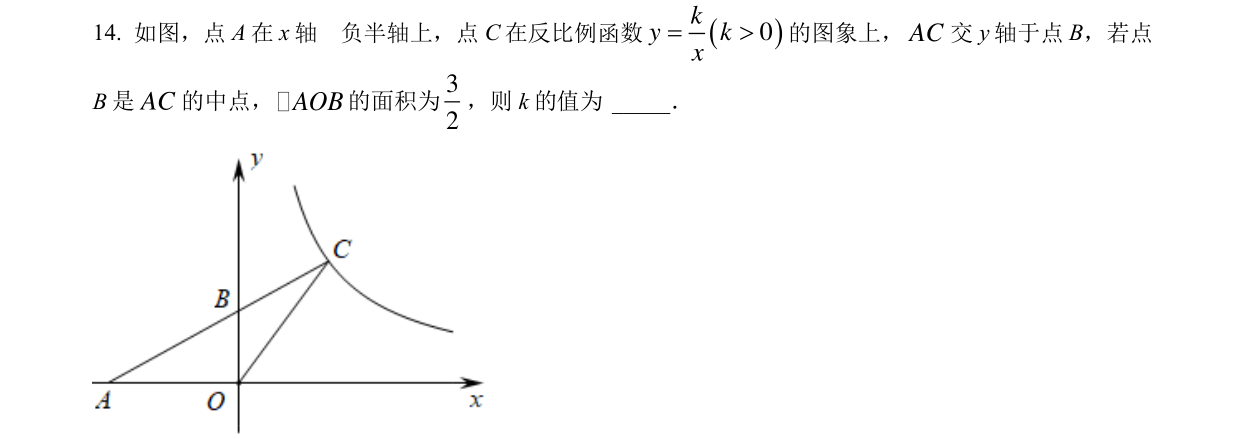 14. 如图，点 A 在 x 轴 负半轴上，点 C 在反比例函数 y = k/x (k > 0) 的图象上， AC 交 y 轴于点 B，若点
B 是 AC 的中点，□AOB 的面积为 3/2 ，则 k 的值为 _____．
y
C
B
A
O
x